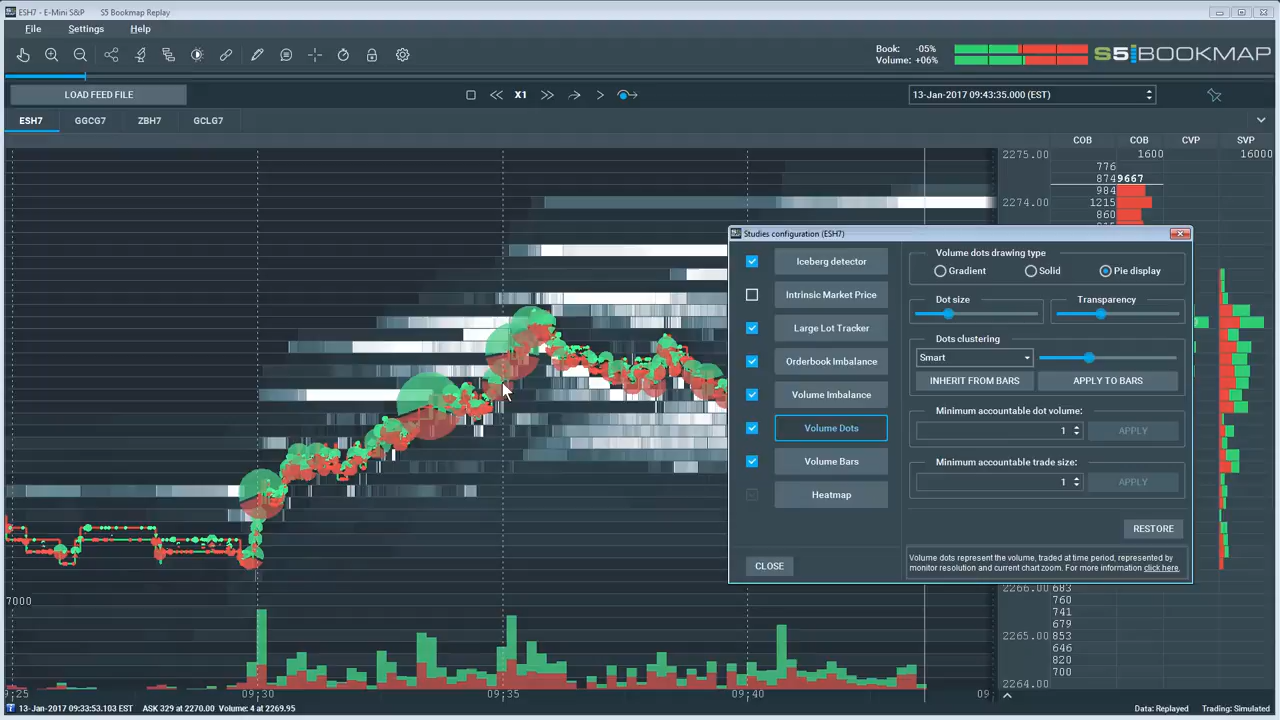 ESH7 - E-Mini S&P S5 Bookmap Replay
File Settings Help
Book: -05%
Volume: +06%
S5 BOOKMAP
LOAD FEED FILE
X1
13-Jan-2017 09:43:35.000 (EST)
ESH7 GGCG7 ZBH7 GCLG7
COB COB CVP SVP
2275.00 1600 16000
776
874 9667
984
2274.00 1215
860
Studies configuration (ESH7)
Iceberg detector
Intrinsic Market Price
Large Lot Tracker
Orderbook Imbalance
Volume Imbalance
Volume Dots
Volume Bars
Heatmap
CLOSE
Volume dots drawing type
Gradient Solid Pie display
Dot size Transparency
Dots clustering
Smart
INHERIT FROM BARS APPLY TO BARS
Minimum accountable dot volume:
1 APPLY
Minimum accountable trade size:
1 APPLY
RESTORE
Volume dots represent the volume, traded at time period, represented by
monitor resolution and current chart zoom. For more information click here.
2266.00 683
760
741
679
2265.00 853
646
820
700
2264.00
7000
09:30 09:35 09:40
13-Jan-2017 09:33:53.103 (EST) ASK 329 at 2270.00 Volume: 4 at 2269.95
Data: Replayed Trading: Simulated